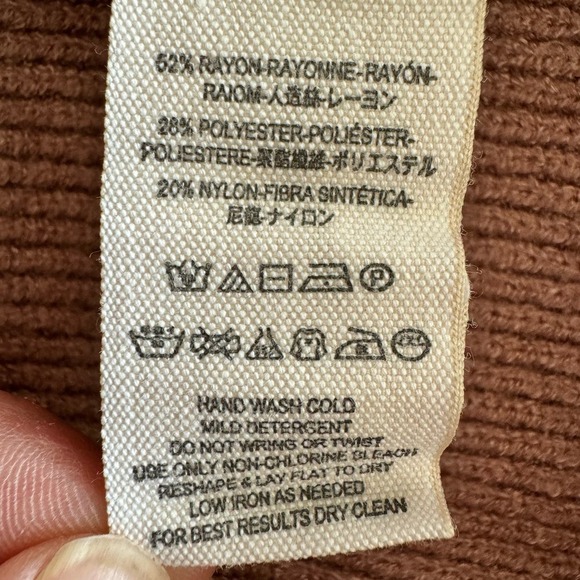 52% RAYON-RAYONNE-RAYÓN-
RAIOM-人造絲-レーヨン
28% POLYESTER-POLIÉSTER-
POLIESTERE-聚酯纖維-ポリエステル
20% NYLON-FIBRA SINTÉTICA-
尼龍-ナイロン
P
HAND WASH COLD
MILD DETERGENT
DO NOT WRING OR TWIST
USE ONLY NON-CHLORINE BLEACH
RESHAPE & LAY FLAT TO DRY
LOW IRON AS NEEDED
FOR BEST RESULTS DRY CLEAN